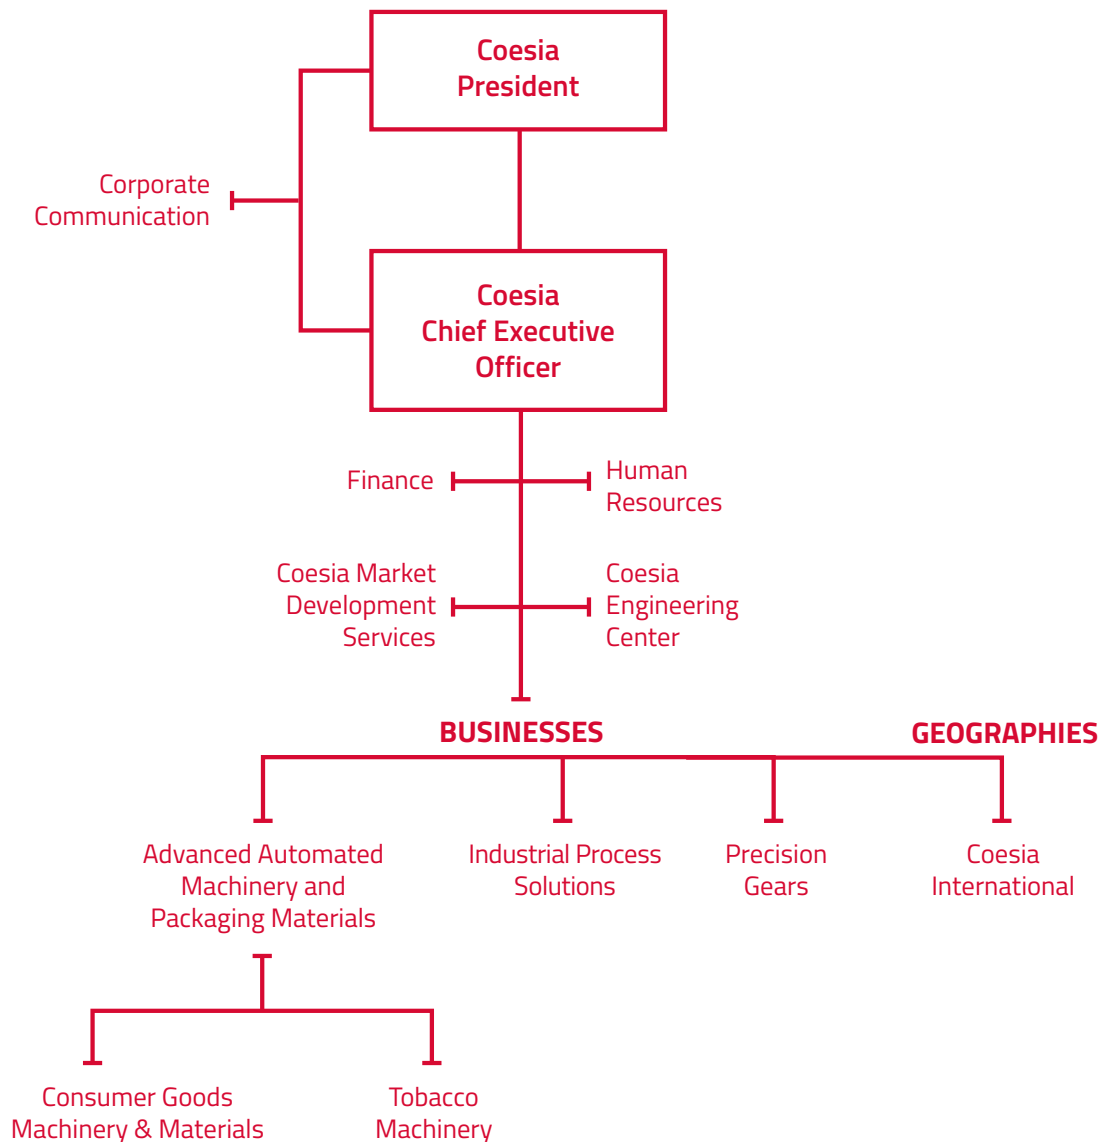 Coesia
President
Corporate
Communication
Coesia
Chief Executive
Officer
Finance
Human
Resources
Coesia Market
Development
Services
Coesia
Engineering
Center
BUSINESSES
GEOGRAPHIES
Advanced Automated
Machinery and
Packaging Materials
Industrial Process
Solutions
Precision
Gears
Coesia
International
Consumer Goods
Machinery & Materials
Tobacco
Machinery